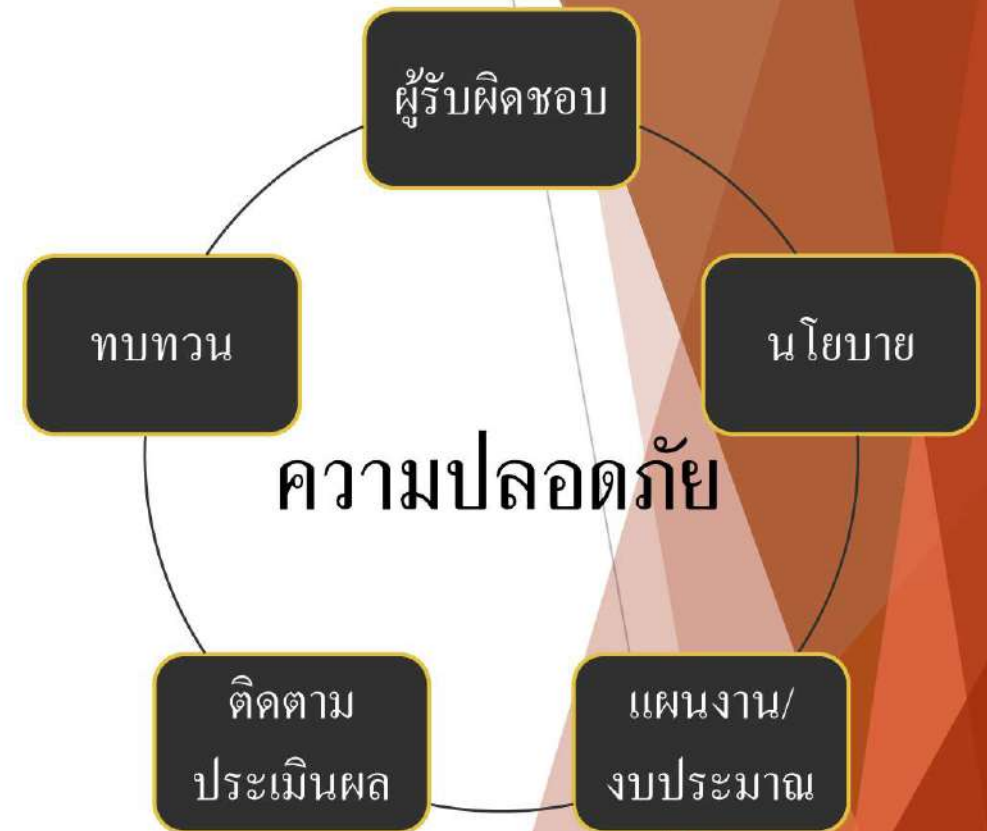 ผู้รับผิดชอบ
นโยบาย
แผนงาน/
งบประมาณ
ติดตาม
ประเมินผล
ทบทวน
ความปลอดภัย